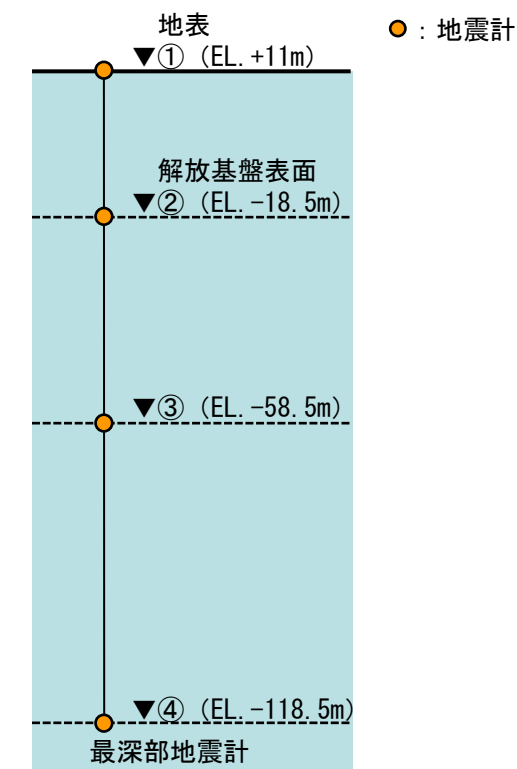 地表
▼① (EL.+11m)
：地震計
解放基盤表面
▼② (EL.-18.5m)
▼③ (EL.-58.5m)
▼④ (EL.-118.5m)
最深部地震計